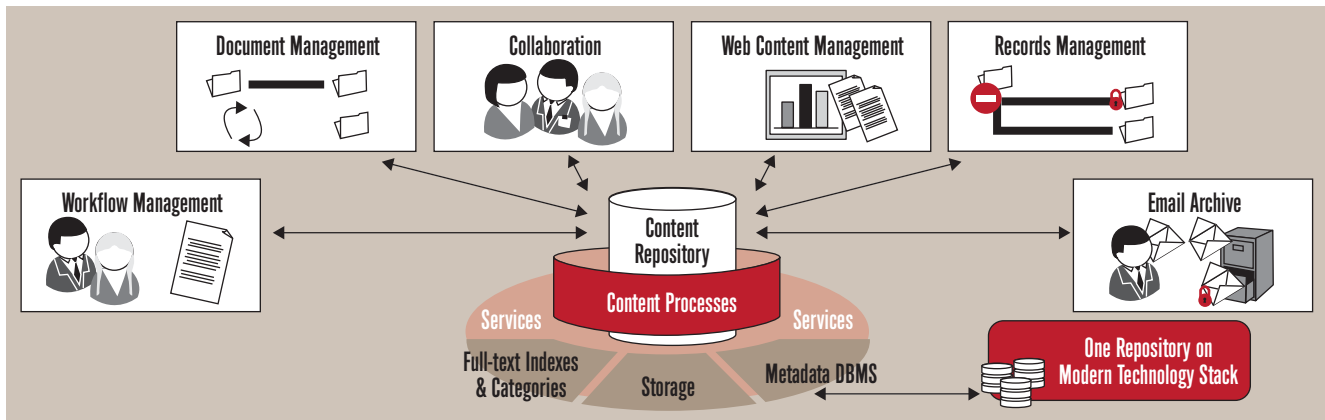 Document Management
Collaboration
Web Content Management
Records Management
Workflow Management
Email Archive
Content
Repository
Content Processes
Services
Services
Full-text Indexes
& Categories
Storage
Metadata DBMS
One Repository on
Modern Technology Stack